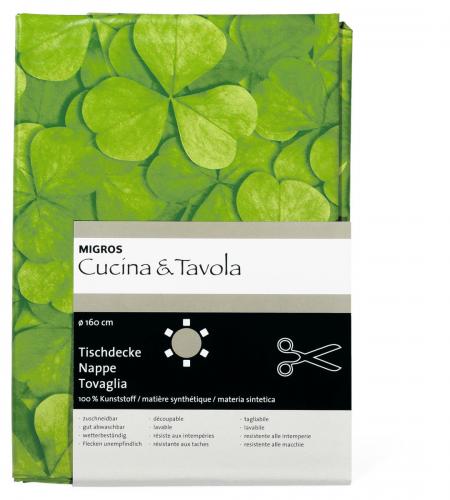 MIGROS
Cucina & Tavola
ø 160 cm
Tischdecke
Nappe
Tovaglia
100 % Kunststoff / matière synthétique / materia sintetica
· zuschneidbar · découpable · tagliabile
· gut abwaschbar · lavable · lavabile
· wetterbeständig · résiste aux intempéries · resistente alle intemperie
· Flecken unempfindlich · résistante aux taches · resistente alle macchie